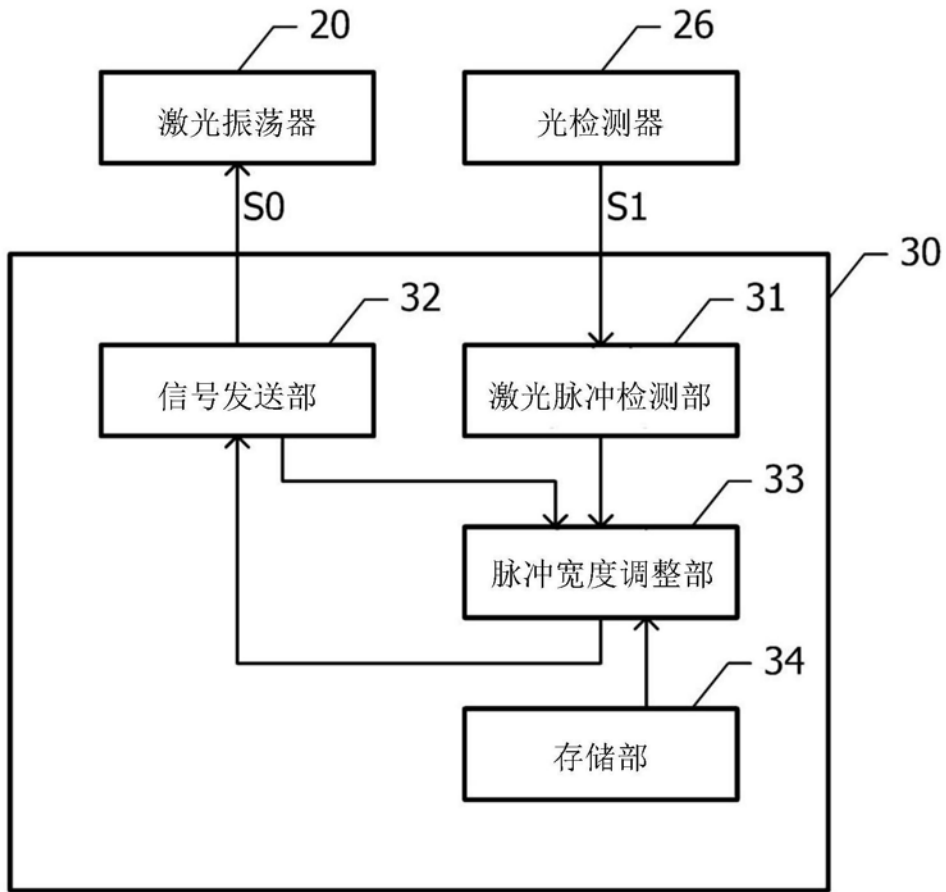 20
26
激光振荡器
光检测器
S0
S1
30
32
31
信号发送部
激光脉冲检测部
33
脉冲宽度调整部
34
存储部